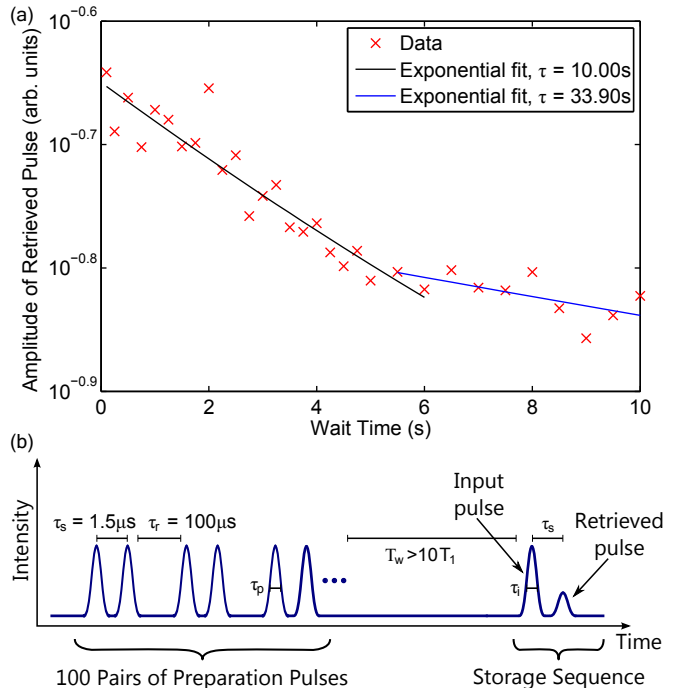 (a)
10^−0.6
10^−0.7
10^−0.8
10^−0.9
Amplitude of Retrieved Pulse (arb. units)
Data
Exponential fit, τ = 10.00s
Exponential fit, τ = 33.90s
0 2 4 6 8 10
Wait Time (s)
(b)
Intensity
τs = 1.5μs
τr = 100μs
τp
Tw>10T1
Input
pulse
τs
Retrieved
pulse
τi
Time
100 Pairs of Preparation Pulses
Storage Sequence